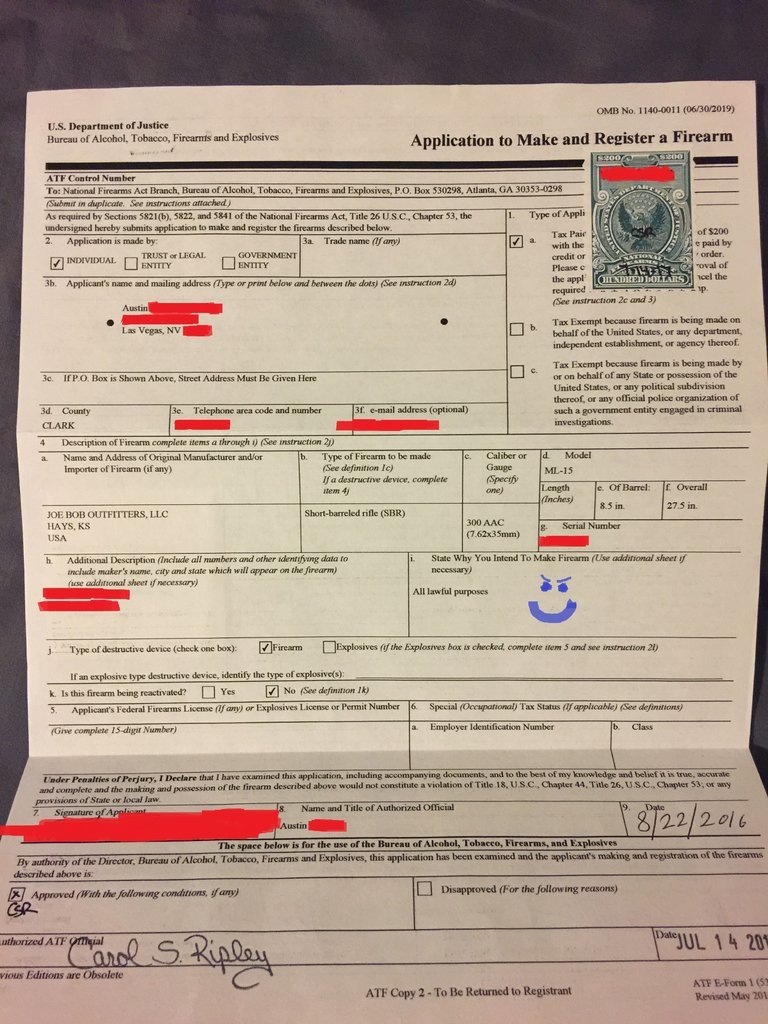 OMB No. 1140-0011 (06/30/2019)
U.S. Department of Justice
Bureau of Alcohol, Tobacco, Firearms and Explosives
Application to Make and Register a Firearm
ATF Control Number
To: National Firearms Act Branch, Bureau of Alcohol, Tobacco, Firearms and Explosives, P.O. Box 530298, Atlanta, GA 30353-0298
(Submit in duplicate. See instructions attached.)
As required by Sections 5821(b), 5822, and 5841 of the National Firearms Act, Title 26 U.S.C., Chapter 53, the
undersigned hereby submits application to make and register the firearms described below.
2. Application is made by:
INDIVIDUAL
TRUST or LEGAL
ENTITY
GOVERNMENT
ENTITY
3a. Trade name (If any)
1. Type of Appli
a. Tax Paid
with the
credit or
Please c
the appl
required
of $200
e paid by
order.
roval of
ncel the
(See instruction 2c and 3)
$200 $200
CSR
NATIONAL
HUNDRED DOLLARS
3b. Applicant's name and mailing address (Type or print below and between the dots) (See instruction 2d)
Austin
Las Vegas, NV
b. Tax Exempt because firearm is being made on
behalf of the United States, or any department,
independent establishment, or agency thereof.
c. Tax Exempt because firearm is being made by
or on behalf of any State or possession of the
United States, or any political subdivision
thereof, or any official police organization of
such a government entity engaged in criminal
investigations.
3c. If P.O. Box is Shown Above, Street Address Must Be Given Here
3d. County
CLARK
3e. Telephone area code and number
3f. e-mail address (optional)
4 Description of Firearm complete items a through i) (See instruction 2j)
a. Name and Address of Original Manufacturer and/or
Importer of Firearm (if any)
JOE BOB OUTFITTERS, LLC
HAYS, KS
USA
b. Type of Firearm to be made
(See definition 1c)
If a destructive device, complete
item 4j)
Short-barreled rifle (SBR)
c. Caliber or
Gauge
(Specify
one)
300 AAC
(7.62x35mm)
d. Model
ML-15
Length
(Inches)
e. Of Barrel:
8.5 in.
f. Overall
27.5 in.
g. Serial Number
h. Additional Description (Include all numbers and other identifying data to
include maker's name, city and state which will appear on the firearm)
(use additional sheet if necessary)
i. State Why You Intend To Make Firearm (Use additional sheet if
necessary)
All lawful purposes
j. Type of destructive device (check one box): Firearm Explosives (if the Explosives box is checked, complete item 5 and see instruction 2l)
If an explosive type destructive device, identify the type of explosive(s):
k. Is this firearm being reactivated? Yes No (See definition 1k)
5. Applicant's Federal Firearms License (If any) or Explosives License or Permit Number
(Give complete 15-digit Number)
6. Special (Occupational) Tax Status (If applicable) (See definitions)
a. Employer Identification Number
b. Class
Under Penalties of Perjury, I Declare that I have examined this application, including accompanying documents, and to the best of my knowledge and belief it is true, accurate
and complete and the making and possession of the firearm described above would not constitute a violation of Title 18, U.S.C., Chapter 44, Title 26, U.S.C., Chapter 53; or any
provisions of State or local law.
7. Signature of Applicant
8. Name and Title of Authorized Official
Austin
9. Date
8/22/2016
The space below is for the use of the Bureau of Alcohol, Tobacco, Firearms, and Explosives
By authority of the Director, Bureau of Alcohol, Tobacco, Firearms and Explosives, this application has been examined and the applicant's making and registration of the firearms
described above is:
x Approved (With the following conditions, if any)
CSR
Disapproved (For the following reasons)
uthorized ATF Official
Carol S. Ripley
Date
JUL 14 201
vious Editions are Obsolete
ATF Copy 2 - To Be Returned to Registrant
ATF E-Form 1 (53
Revised May 201